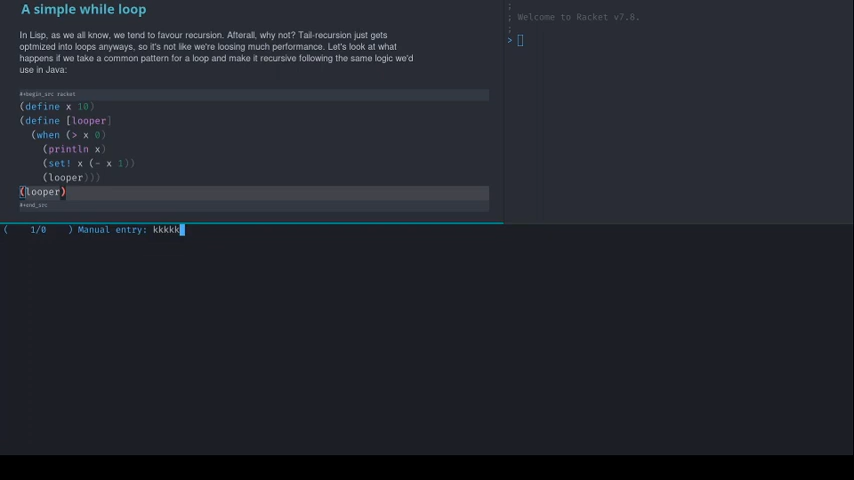 A simple while loop
In Lisp, as we all know, we tend to favour recursion. Afterall, why not? Tail-recursion just gets
optmized into loops anyways, so it's not like we're loosing much performance. Let's look at what
happens if we take a common pattern for a loop and make it recursive following the same logic we'd
use in Java:
#+begin_src racket
(define x 10)
(define [looper]
(when (> x 0)
(println x)
(set! x (- x 1))
(looper)))
(looper)
#+end_src
;
; Welcome to Racket v7.8.
;
>
( 1/0 ) Manual entry: kkkkk